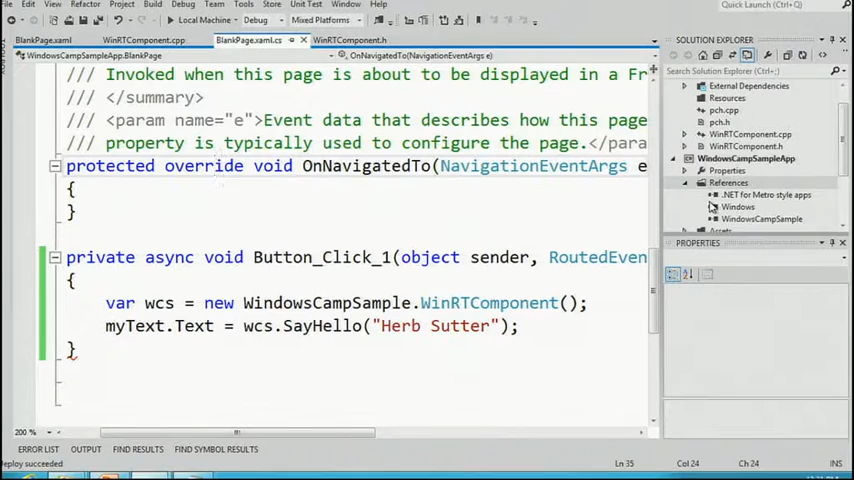 File Edit View Refactor Project Build Debug Team Tools Store Unit Test Window Help
Quick Launch (Ctrl+Q)
Local Machine Debug Mixed Platforms
BlankPage.xaml WinRTComponent.cpp BlankPage.xaml.cs WinRTComponent.h
WindowsCampSampleApp.BlankPage OnNavigatedTo(NavigationEventArgs e)
/// Invoked when this page is about to be displayed in a Fr
/// </summary>
/// <param name="e">Event data that describes how this page
/// property is typically used to configure the page.</para
protected override void OnNavigatedTo(NavigationEventArgs e
{
}
private async void Button_Click_1(object sender, RoutedEven
{
var wcs = new WindowsCampSample.WinRTComponent();
myText.Text = wcs.SayHello("Herb Sutter");
}
200 %
SOLUTION EXPLORER
Search Solution Explorer (Ctrl+;)
External Dependencies
Resources
pch.cpp
pch.h
WinRTComponent.cpp
WinRTComponent.h
WindowsCampSampleApp
Properties
References
.NET for Metro style apps
Windows
WindowsCampSample
Assets
PROPERTIES
ERROR LIST OUTPUT FIND RESULTS FIND SYMBOL RESULTS
Deploy succeeded Ln 35 Col 24 Ch 24